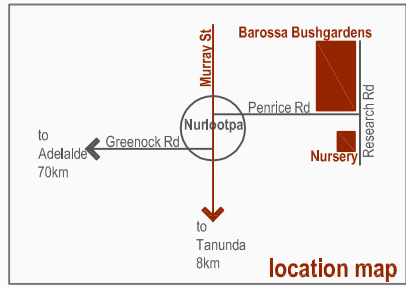 Murray St
Barossa Bushgardens
Penrice Rd
Research Rd
Nurlootpa
Greenock Rd
to
Adelalde
70km
Nursery
to
Tanunda
8km
location map